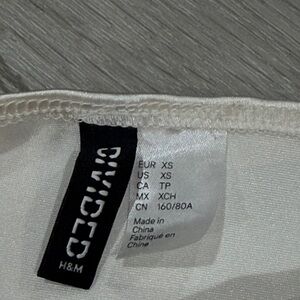 DIVIDED
H&M
EUR XS
US XS
CA TP
MX XCH
CN 160/80A
Made in
China
Fabriqué en
Chine